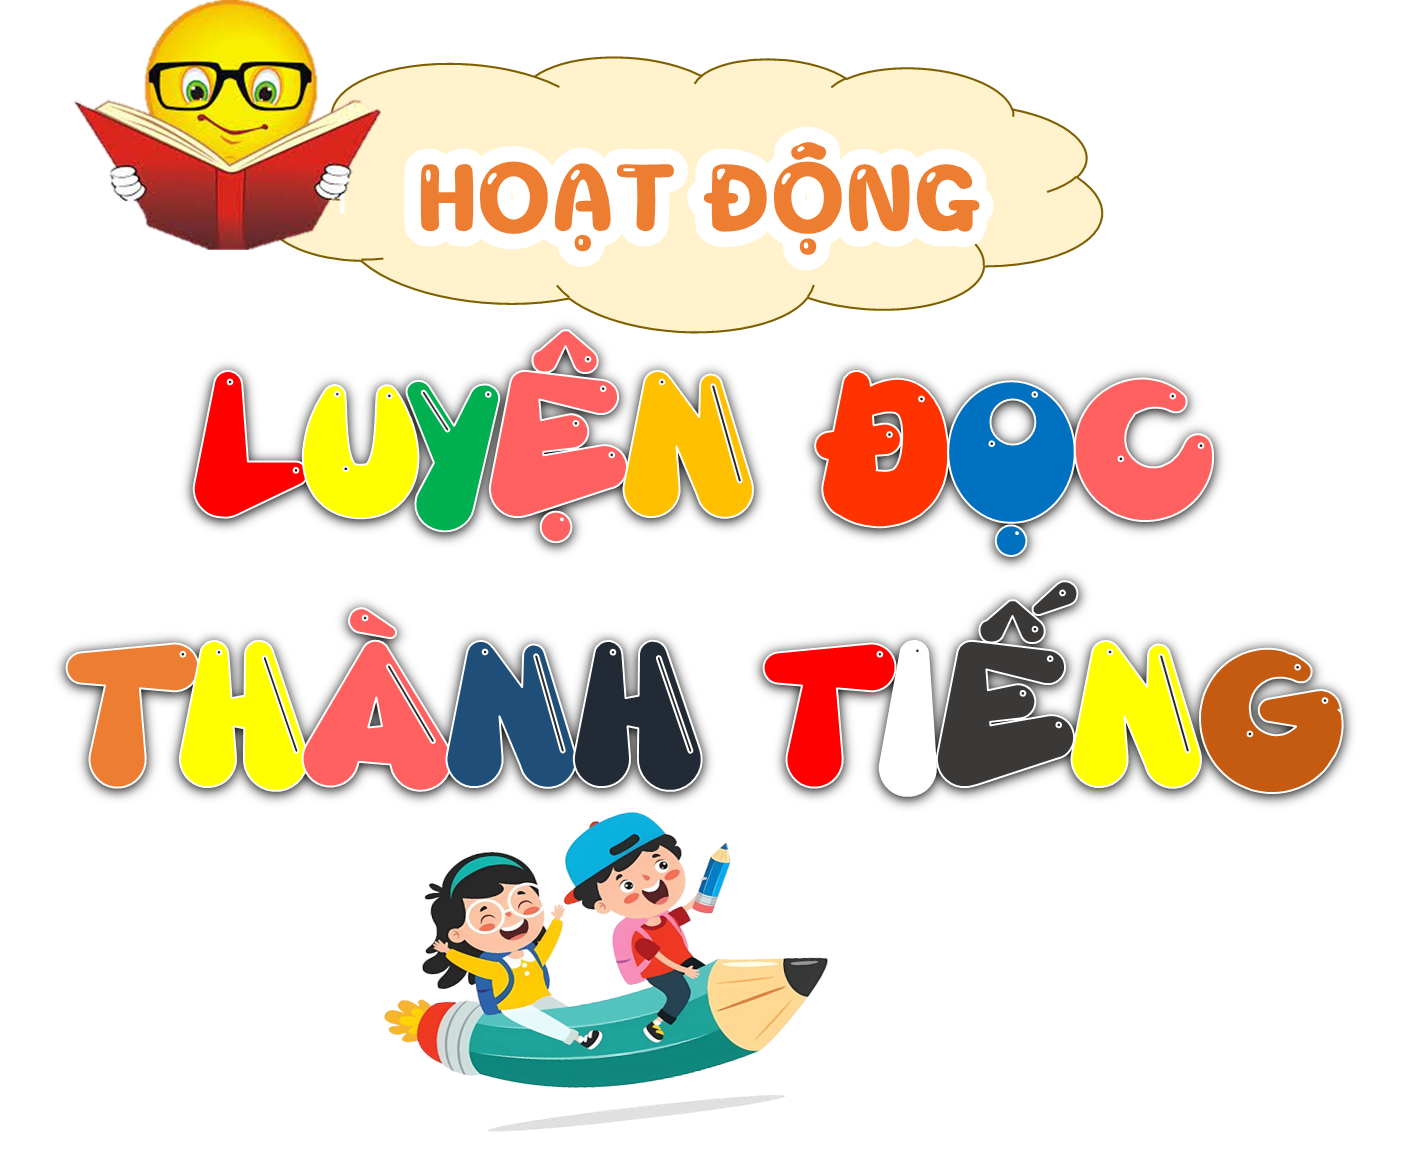 HOẠT ĐỘNG
LUYỆN ĐỌC
THÀNH TIẾNG